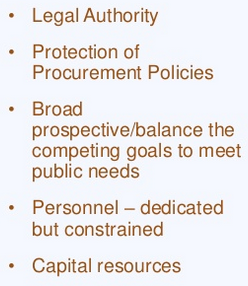 • Legal Authority
• Protection of
Procurement Policies
• Broad
prospective/balance the
competing goals to meet
public needs
• Personnel – dedicated
but constrained
• Capital resources